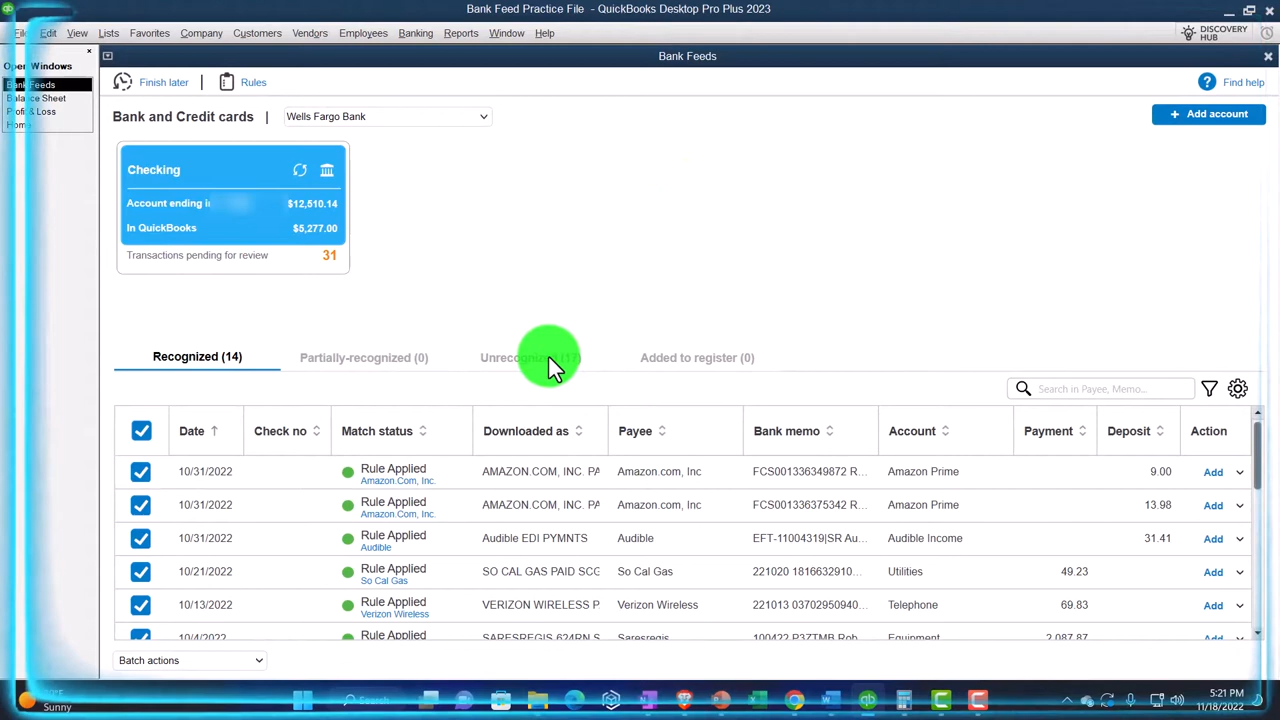 Bank Feed Practice File - QuickBooks Desktop Pro Plus 2023
File Edit View Lists Favorites Company Customers Vendors Employees Banking Reports Window Help
DISCOVERY HUB
Open Windows
Bank Feeds
Balance Sheet
Profit & Loss
Home
Bank Feeds
Finish later | Rules
Find help
Bank and Credit cards | Wells Fargo Bank
+ Add account
Checking
Account ending in $12,510.14
In QuickBooks $5,277.00
Transactions pending for review 31
Recognized (14) Partially-recognized (0) Unrecognized (17) Added to register (0)
Search in Payee, Memo...
Date Check no Match status Downloaded as Payee Bank memo Account Payment Deposit Action
10/31/2022 Rule Applied AMAZON.COM, INC. PA Amazon.com, Inc FCS001336349872 R... Amazon Prime 9.00 Add
Amazon.Com, Inc.
10/31/2022 Rule Applied AMAZON.COM, INC. PA Amazon.com, Inc FCS001336375342 R... Amazon Prime 13.98 Add
Amazon.Com, Inc.
10/31/2022 Rule Applied Audible EDI PYMNTS Audible EFT-11004319|SR Au... Audible Income 31.41 Add
Audible
10/21/2022 Rule Applied SO CAL GAS PAID SCG So Cal Gas 221020 1816632910... Utilities 49.23 Add
So Cal Gas
10/13/2022 Rule Applied VERIZON WIRELESS P Verizon Wireless 221013 03702950940... Telephone 69.83 Add
Verizon Wireless
10/4/2022 Rule Applied SARESREGIS 624RN S Saresregis 100422 P3ZTMB Rob... Equipment 2,087.87 Add
Batch actions
Sunny
Search
5:21 PM
11/18/2022